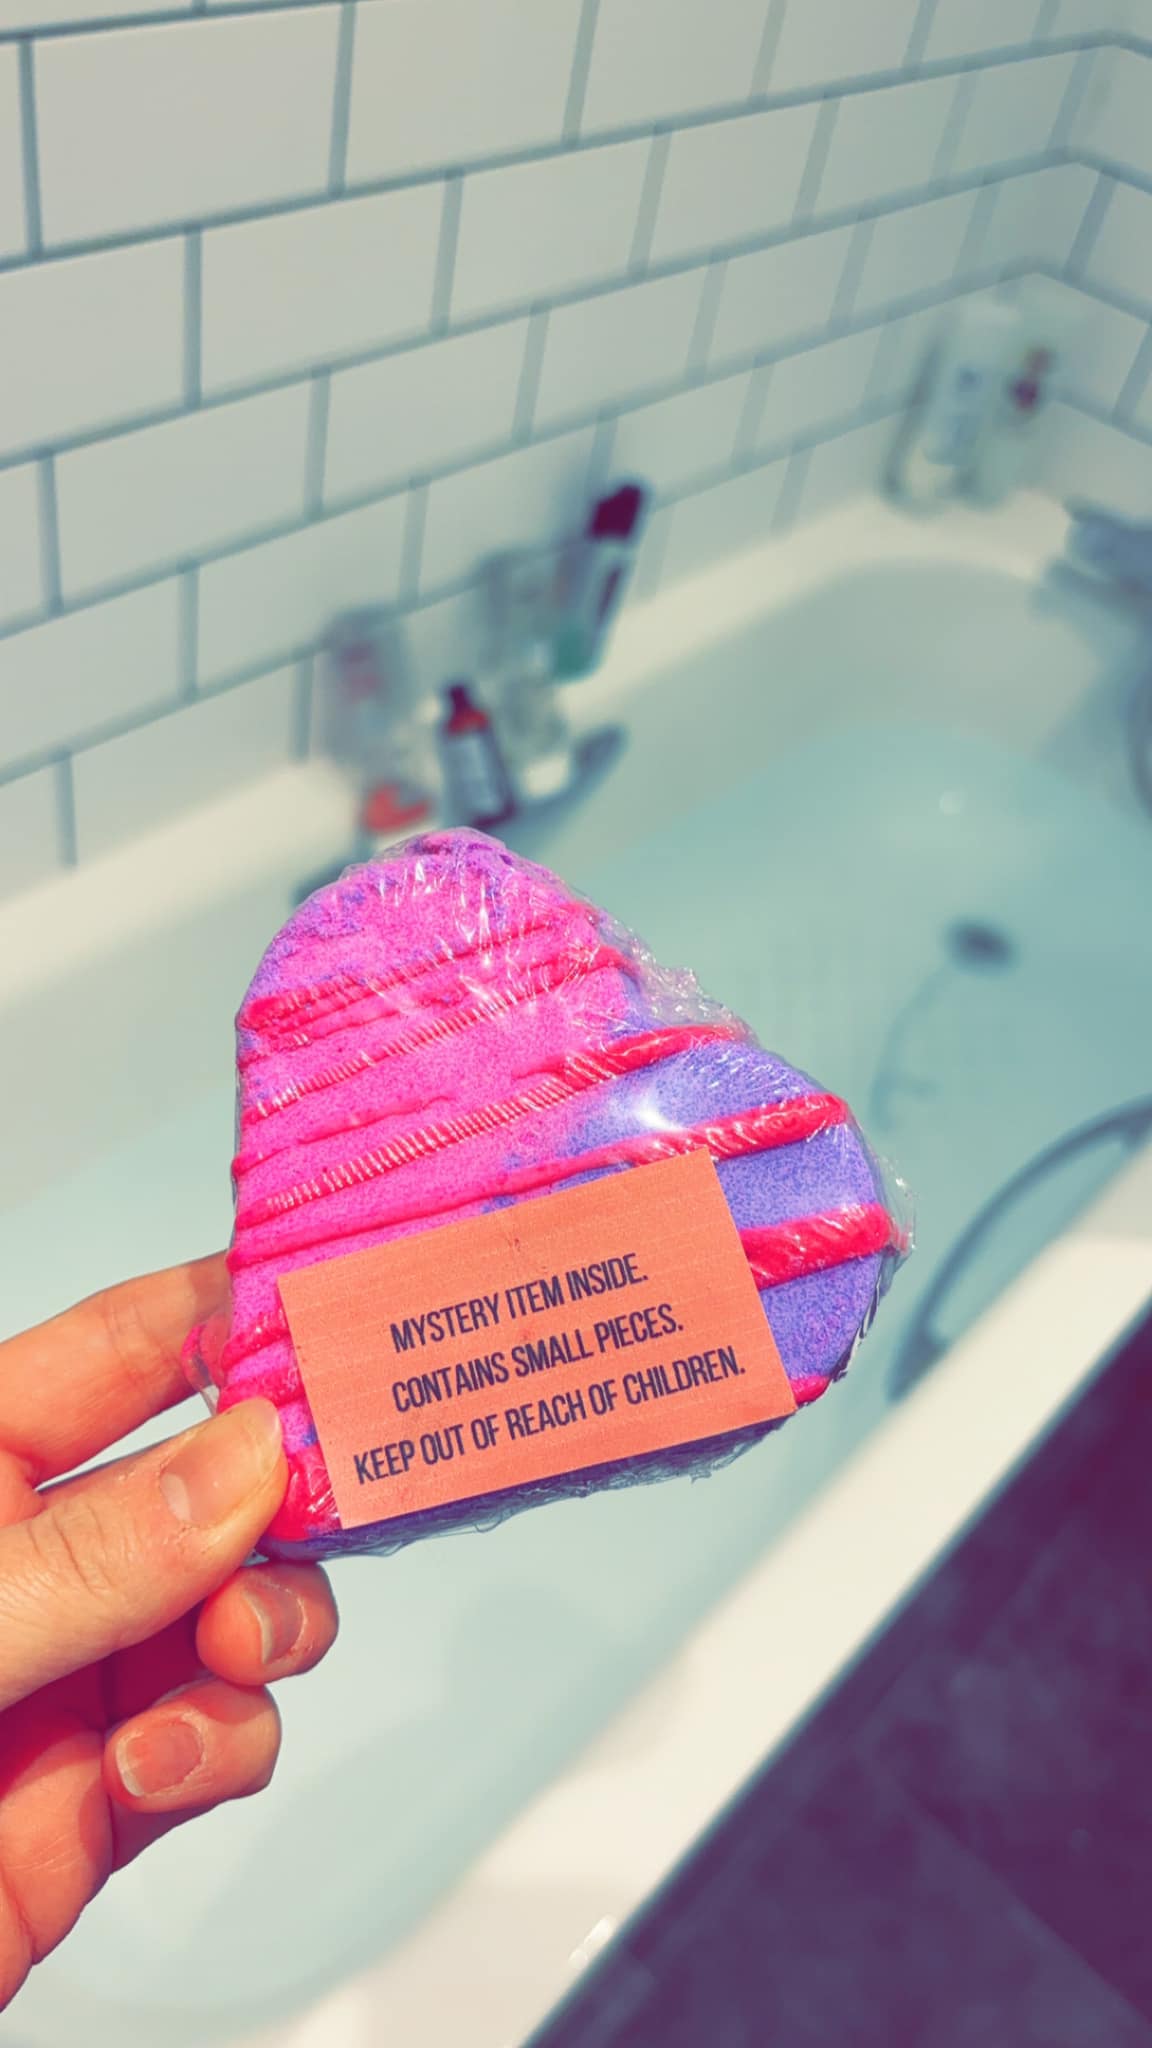 MYSTERY ITEM INSIDE.
CONTAINS SMALL PIECES.
KEEP OUT OF REACH OF CHILDREN.